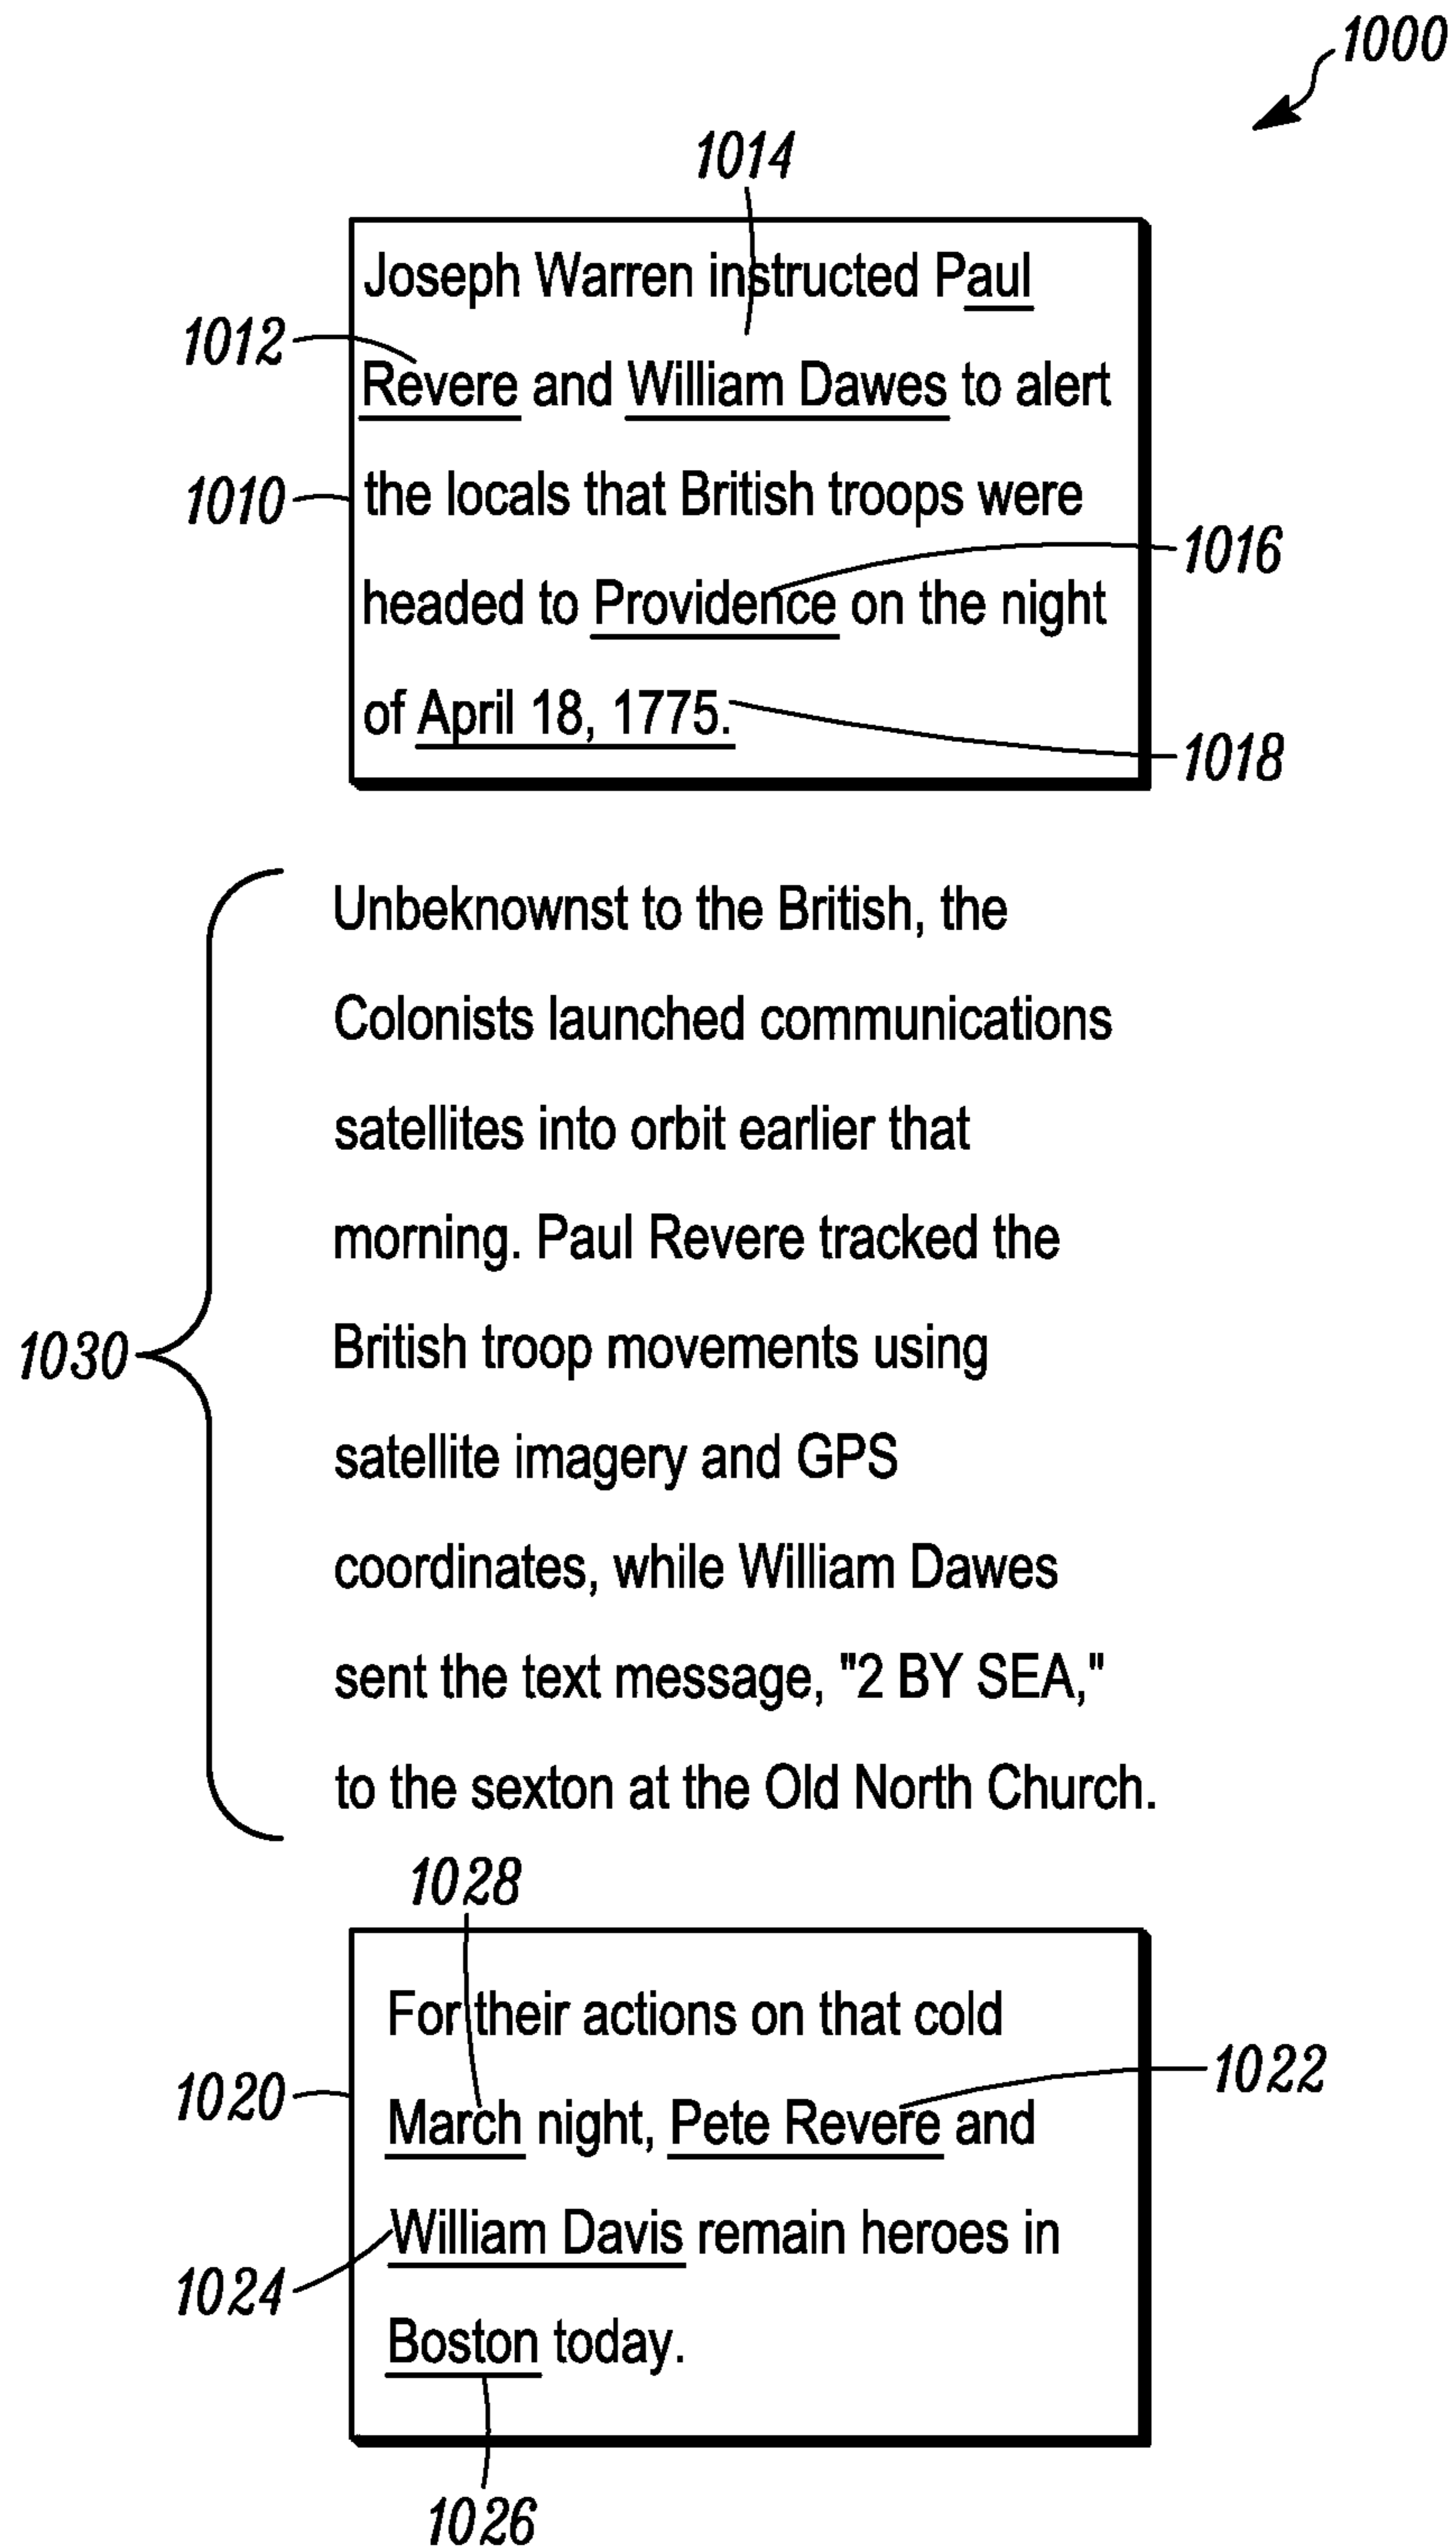 1000
1014
Joseph Warren instructed Paul
1012
Revere and William Dawes to alert
1010
the locals that British troops were
1016
headed to Providence on the night
of April 18, 1775.
1018
Unbeknownst to the British, the
Colonists launched communications
satellites into orbit earlier that
morning. Paul Revere tracked the
1030
British troop movements using
satellite imagery and GPS
coordinates, while William Dawes
sent the text message, "2 BY SEA,"
to the sexton at the Old North Church.
1028
For their actions on that cold
1020
1022
March night, Pete Revere and
William Davis remain heroes in
1024
Boston today.
1026